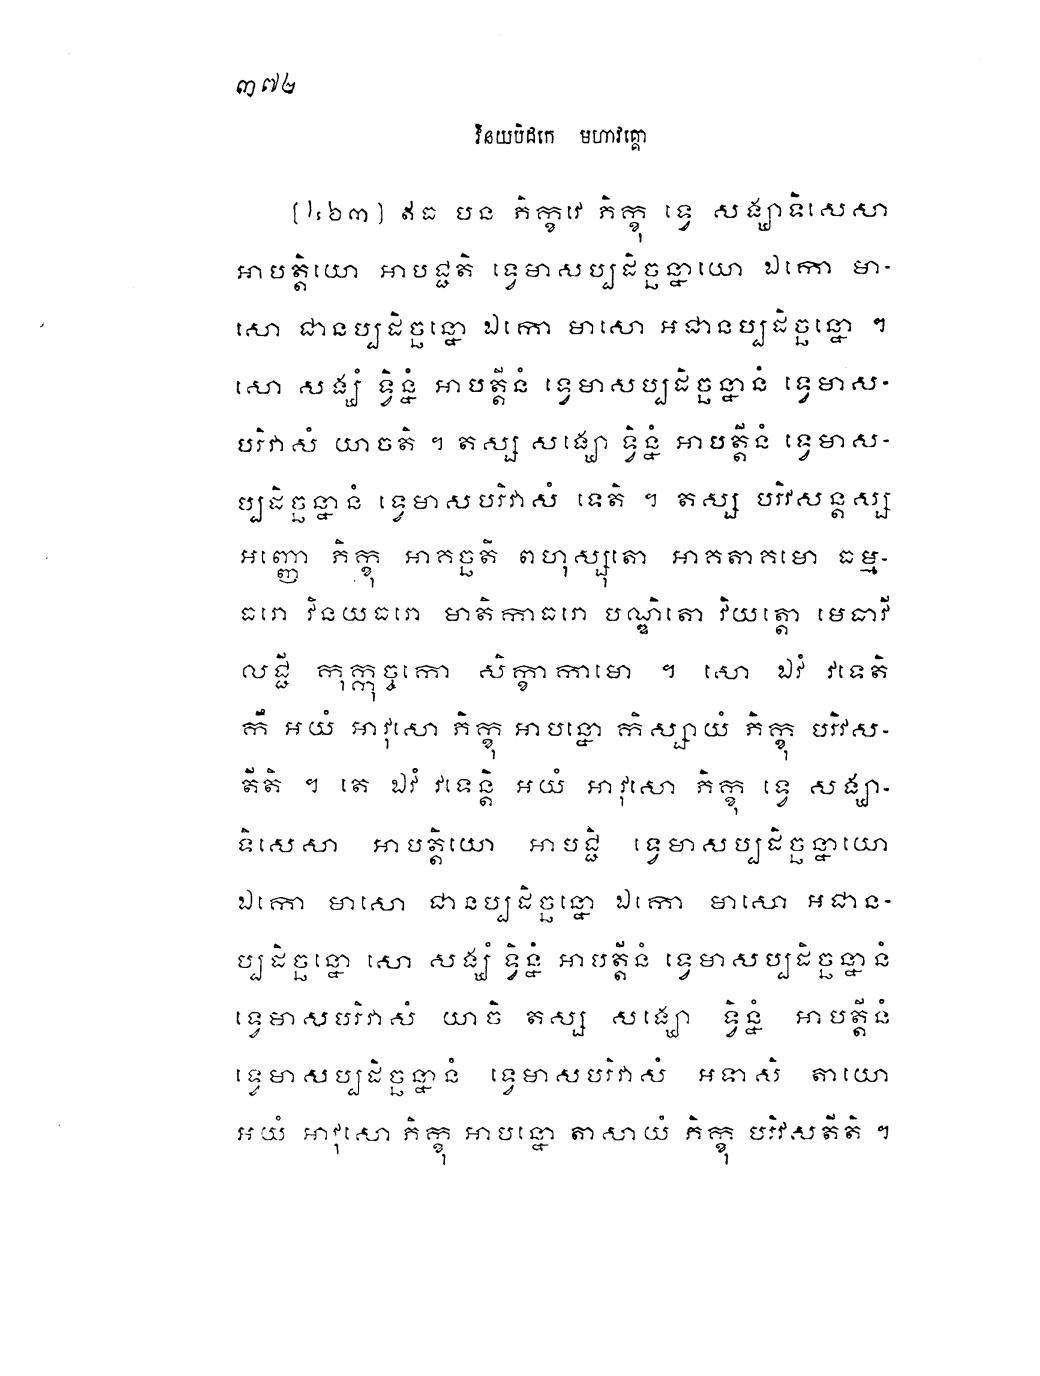 ៣៧២
វិនយបិដកេ មហាវគ្គោ
ឥធ បន ភិក្ខវេ ភិក្ខុ ទ្វេ សង្ឃាទិសេសា
អាបត្តិយោ អាបជ្ជតិ ទ្វេមាសប្បដិច្ឆន្នាយោ ឯកោ មា-
សោ ជានប្បដិច្ឆន្នោ ឯកោ មាសោ អជានប្បដិច្ឆន្នោ ។
សោ សង្ឃំ ទ្វិន្នំ អាបត្តីនំ ទ្វេមាសប្បដិច្ឆន្នានំ ទ្វេមាស-
បរិវាសំ យាចតិ ។ តស្ស សង្ឃោ ទ្វិន្នំ អាបត្តីនំ ទ្វេមាស-
ប្បដិច្ឆន្នានំ ទ្វេមាសបរិវាសំ ទេតិ ។ តស្ស បរិវសន្តស្ស
អញ្ញោ ភិក្ខុ អាគច្ឆតិ ពហុស្សុតោ អាគតាគមោ ធម្ម-
ធរោ វិនយធរោ មាតិកាធរោ បណ្ឌិតោ វិយត្តោ មេធាវី
លជ្ជី កុក្កុច្ចកោ សិក្ខាកាមោ ។ សោ ឯវំ វទេតិ
កឹ អយំ អាវុសោ ភិក្ខុ អាបន្នោ កិស្សាយំ ភិក្ខុ បរិវស-
តីតិ ។ តេ ឯវំ វទេន្តិ អយំ អាវុសោ ភិក្ខុ ទ្វេ សង្ឃា-
ទិសេសា អាបត្តិយោ អាបជ្ជិ ទ្វេមាសប្បដិច្ឆន្នាយោ
ឯកោ មាសោ ជានប្បដិច្ឆន្នោ ឯកោ មាសោ អជាន-
ប្បដិច្ឆន្នោ សោ សង្ឃំ ទ្វិន្នំ អាបត្តីនំ ទ្វេមាសប្បដិច្ឆន្នានំ
ទ្វេមាសបរិវាសំ យាចិ តស្ស សង្ឃោ ទ្វិន្នំ អាបត្តីនំ
ទ្វេមាសប្បដិច្ឆន្នានំ ទ្វេមាសបរិវាសំ អទាសិ តាយោ
អយំ អាវុសោ ភិក្ខុ អាបន្នោ តាសាយំ ភិក្ខុ បរិវសតីតិ ។